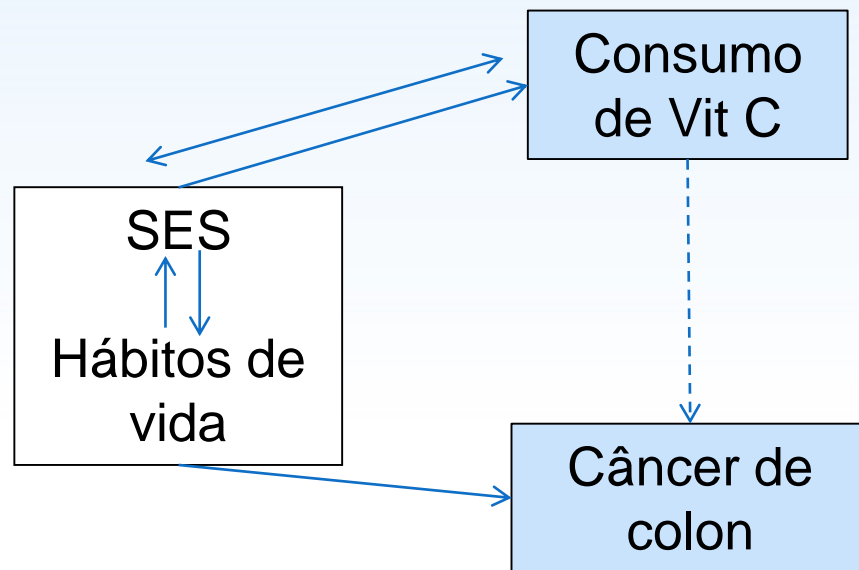 Consumo
de Vit C
SES
Hábitos de
vida
Câncer de
colon